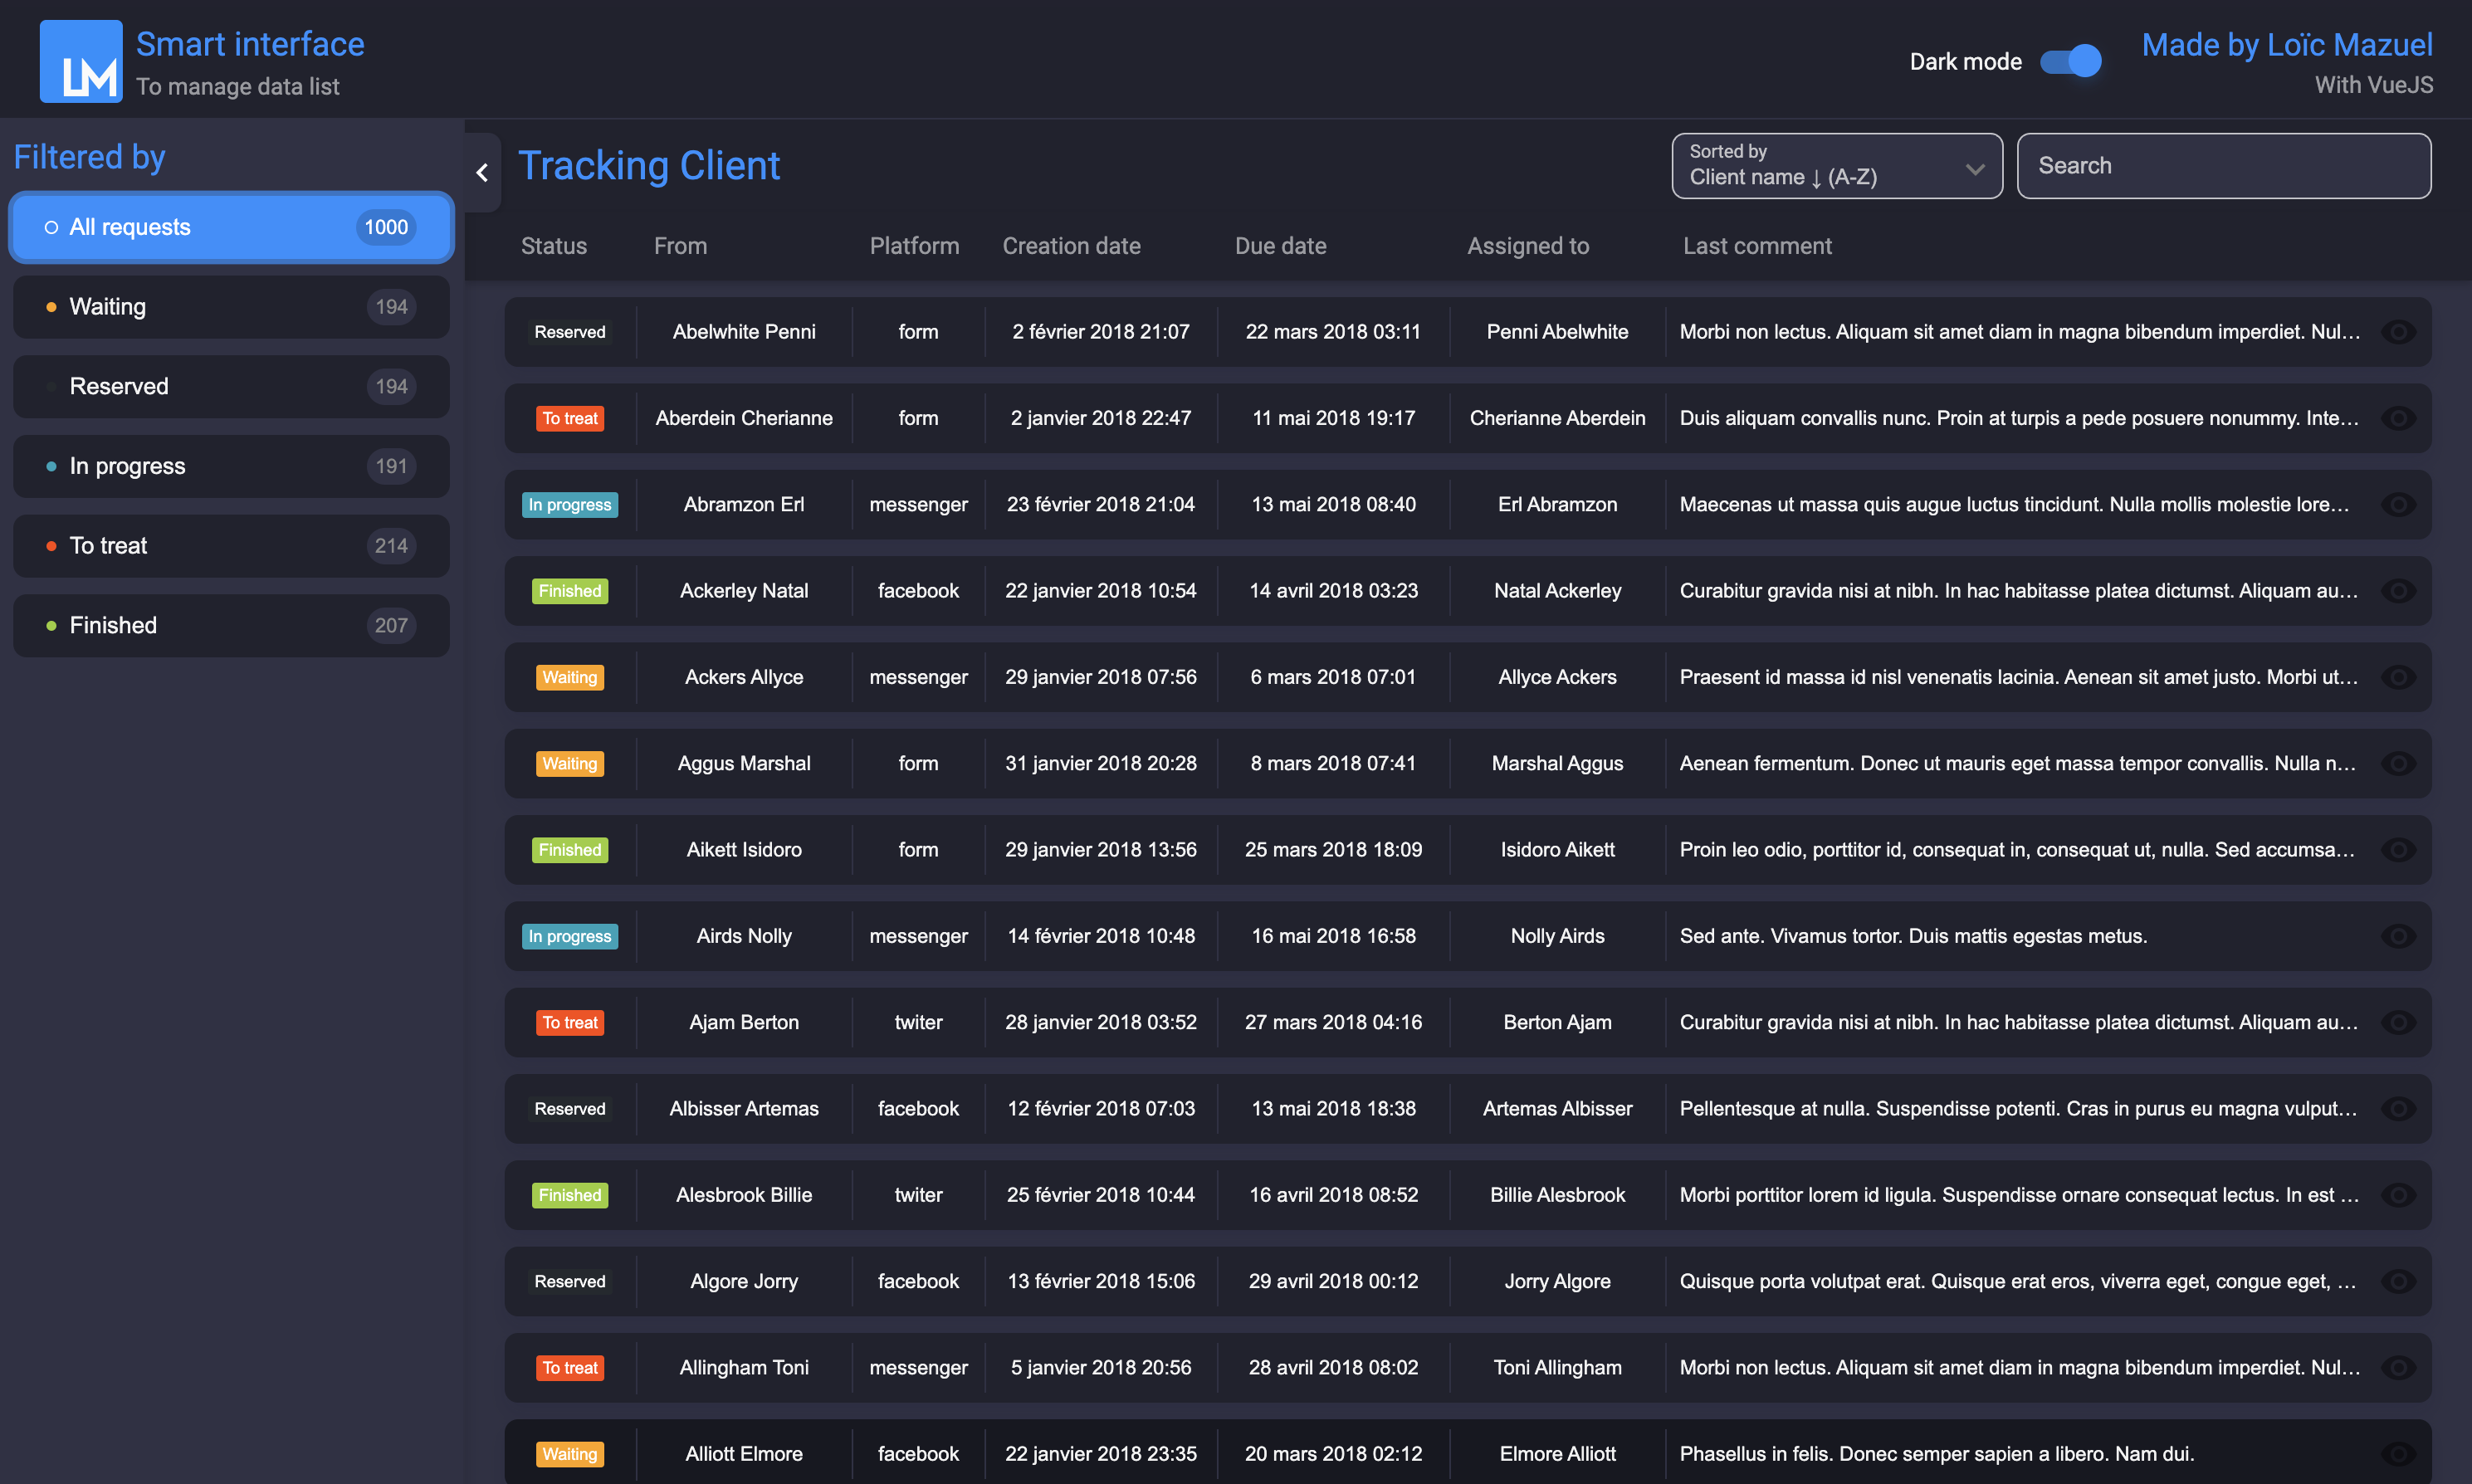 LM
Smart interface
To manage data list
Dark mode
Made by Loïc Mazuel
With VueJS
Filtered by
All requests 1000
Waiting 194
Reserved 194
In progress 191
To treat 214
Finished 207
Tracking Client
Sorted by
Client name ↓ (A-Z)
Search
Status From Platform Creation date Due date Assigned to Last comment
Reserved Abelwhite Penni form 2 février 2018 21:07 22 mars 2018 03:11 Penni Abelwhite Morbi non lectus. Aliquam sit amet diam in magna bibendum imperdiet. Nul...
To treat Aberdein Cherianne form 2 janvier 2018 22:47 11 mai 2018 19:17 Cherianne Aberdein Duis aliquam convallis nunc. Proin at turpis a pede posuere nonummy. Inte...
In progress Abramzon Erl messenger 23 février 2018 21:04 13 mai 2018 08:40 Erl Abramzon Maecenas ut massa quis augue luctus tincidunt. Nulla mollis molestie lore...
Finished Ackerley Natal facebook 22 janvier 2018 10:54 14 avril 2018 03:23 Natal Ackerley Curabitur gravida nisi at nibh. In hac habitasse platea dictumst. Aliquam au...
Waiting Ackers Allyce messenger 29 janvier 2018 07:56 6 mars 2018 07:01 Allyce Ackers Praesent id massa id nisl venenatis lacinia. Aenean sit amet justo. Morbi ut...
Waiting Aggus Marshal form 31 janvier 2018 20:28 8 mars 2018 07:41 Marshal Aggus Aenean fermentum. Donec ut mauris eget massa tempor convallis. Nulla n...
Finished Aikett Isidoro form 29 janvier 2018 13:56 25 mars 2018 18:09 Isidoro Aikett Proin leo odio, porttitor id, consequat in, consequat ut, nulla. Sed accumsa...
In progress Airds Nolly messenger 14 février 2018 10:48 16 mai 2018 16:58 Nolly Airds Sed ante. Vivamus tortor. Duis mattis egestas metus.
To treat Ajam Berton twiter 28 janvier 2018 03:52 27 mars 2018 04:16 Berton Ajam Curabitur gravida nisi at nibh. In hac habitasse platea dictumst. Aliquam au...
Reserved Albisser Artemas facebook 12 février 2018 07:03 13 mai 2018 18:38 Artemas Albisser Pellentesque at nulla. Suspendisse potenti. Cras in purus eu magna vulput...
Finished Alesbrook Billie twiter 25 février 2018 10:44 16 avril 2018 08:52 Billie Alesbrook Morbi porttitor lorem id ligula. Suspendisse ornare consequat lectus. In est ...
Reserved Algore Jorry facebook 13 février 2018 15:06 29 avril 2018 00:12 Jorry Algore Quisque porta volutpat erat. Quisque erat eros, viverra eget, congue eget, ...
To treat Allingham Toni messenger 5 janvier 2018 20:56 28 avril 2018 08:02 Toni Allingham Morbi non lectus. Aliquam sit amet diam in magna bibendum imperdiet. Nul...
Waiting Alliott Elmore facebook 22 janvier 2018 23:35 20 mars 2018 02:12 Elmore Alliott Phasellus in felis. Donec semper sapien a libero. Nam dui.